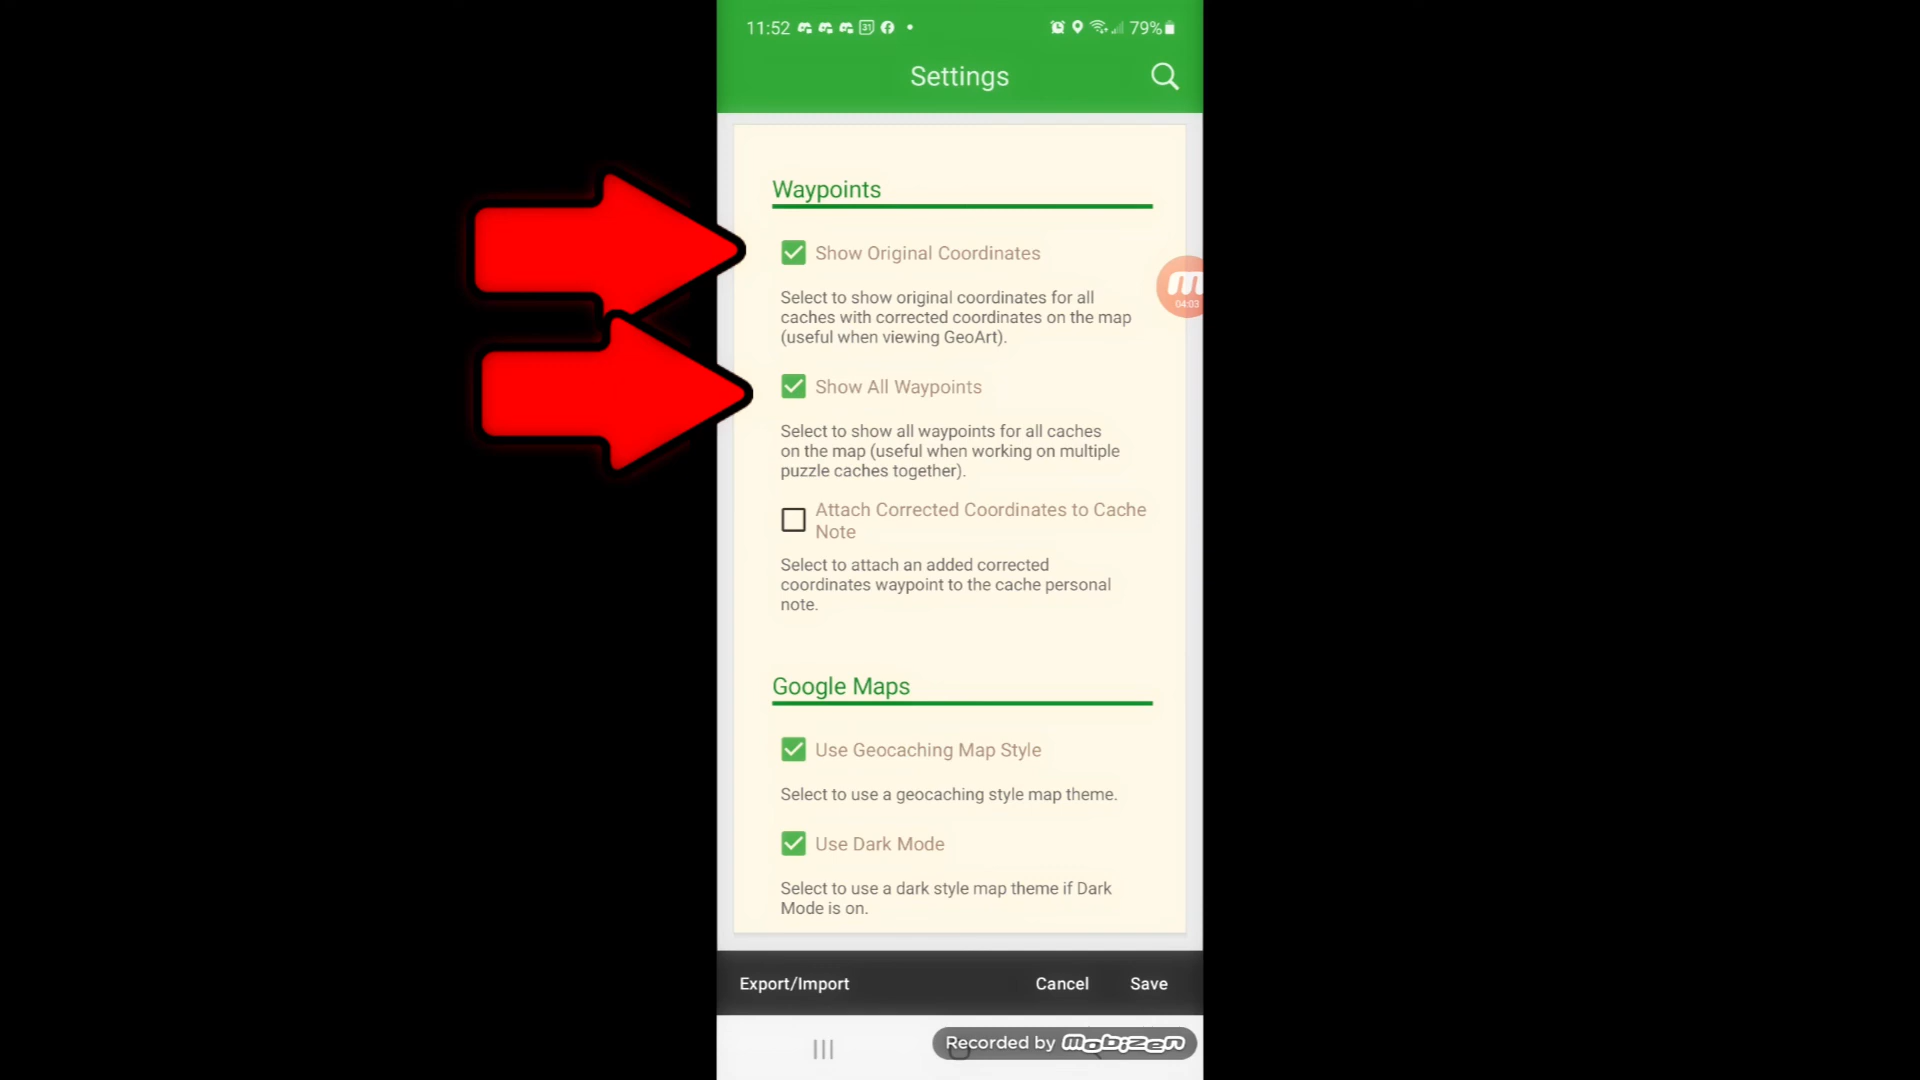 11:52
31
79%
Settings
Waypoints
Show Original Coordinates
Select to show original coordinates for all
caches with corrected coordinates on the map
(useful when viewing GeoArt).
04:03
Show All Waypoints
Select to show all waypoints for all caches
on the map (useful when working on multiple
puzzle caches together).
Attach Corrected Coordinates to Cache
Note
Select to attach an added corrected
coordinates waypoint to the cache personal
note.
Google Maps
Use Geocaching Map Style
Select to use a geocaching style map theme.
Use Dark Mode
Select to use a dark style map theme if Dark
Mode is on.
Export/Import
Cancel
Save
Recorded by mobizen